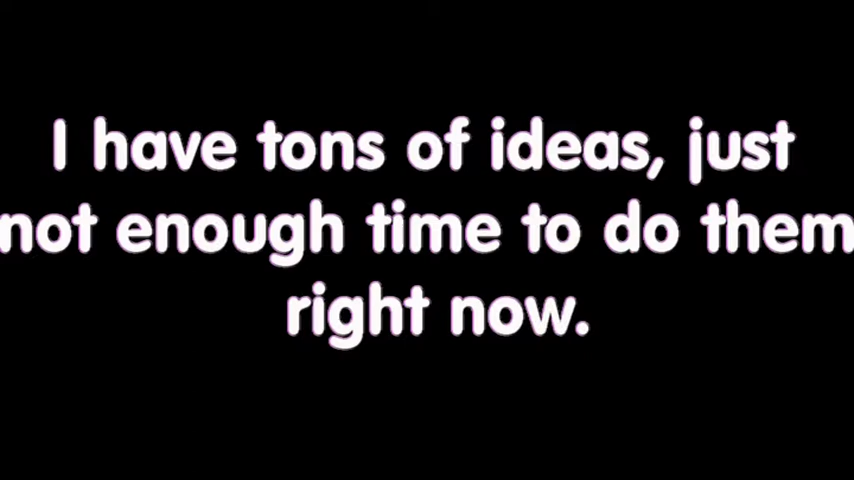 I have tons of ideas, just
not enough time to do them
right now.